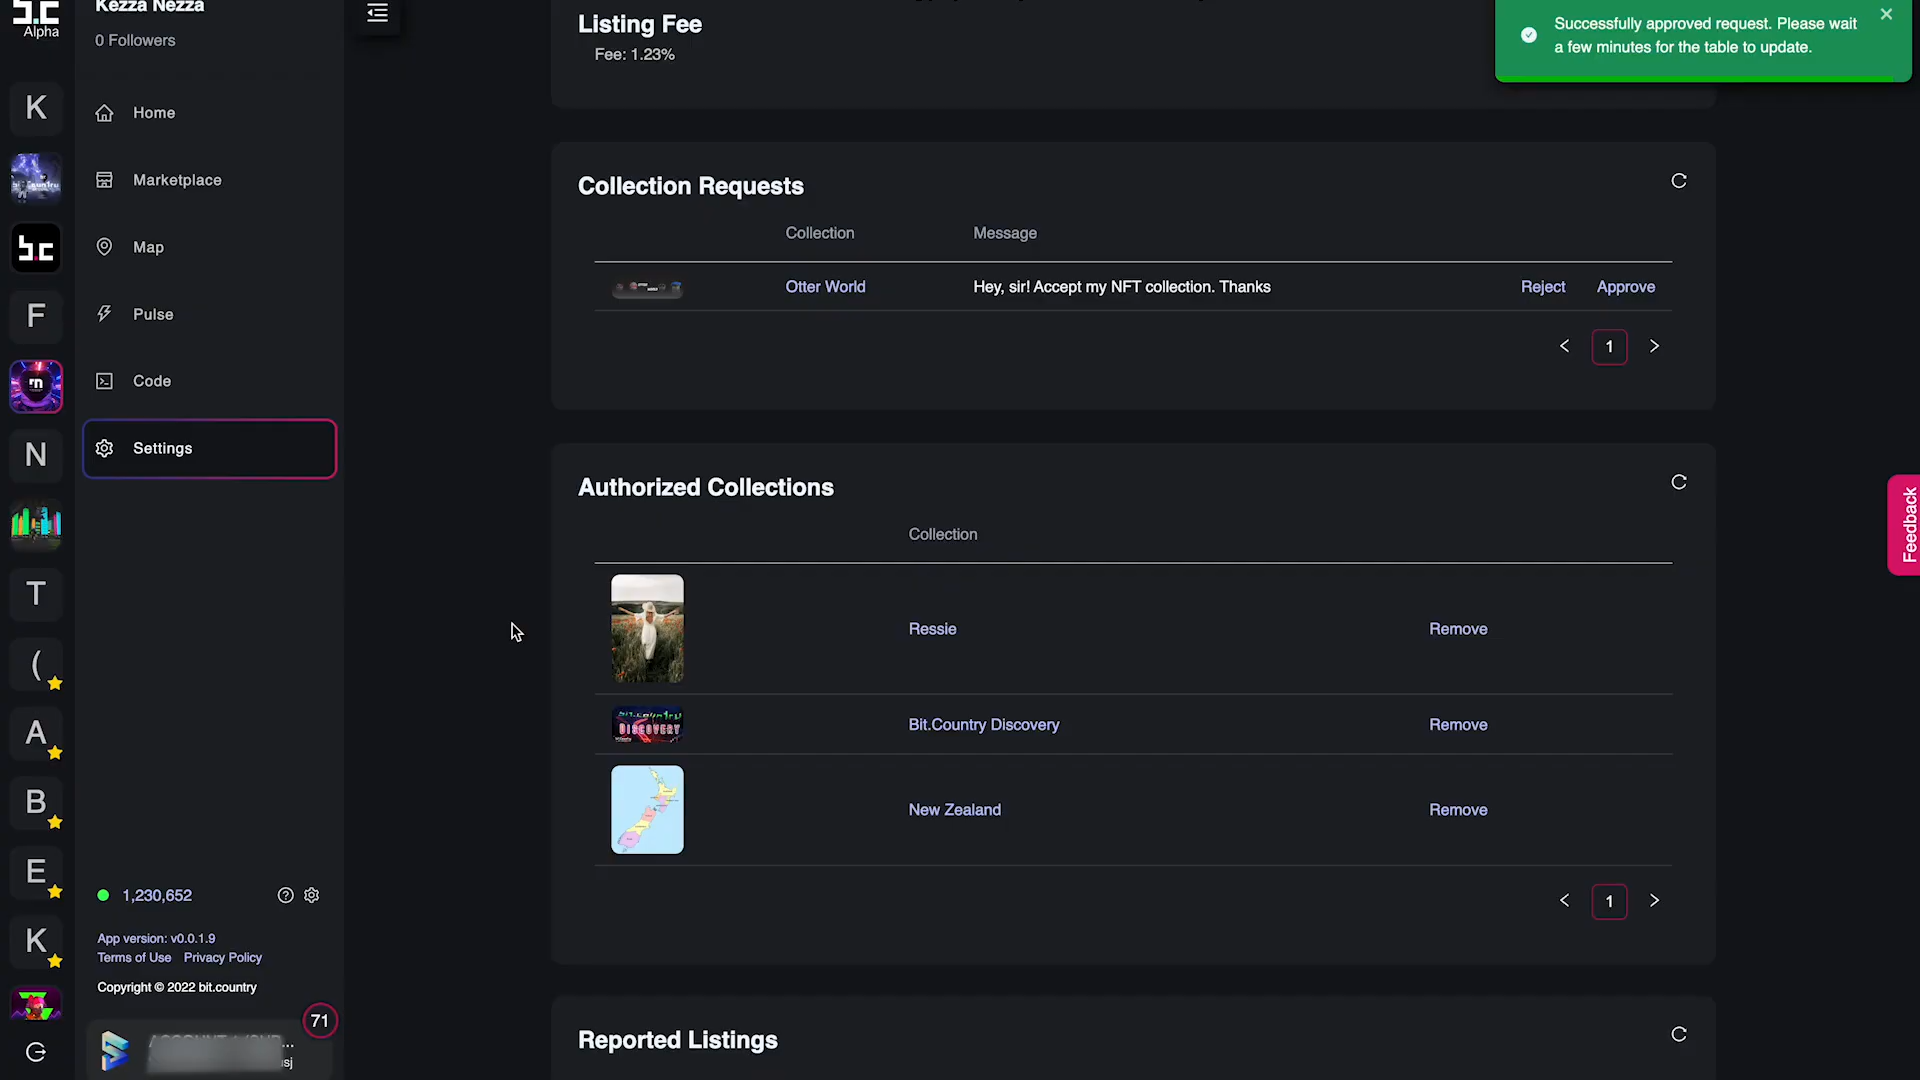 b.c
Alpha
Kezza Nezza
0 Followers
K
Home
Marketplace
b.c
Map
F
Pulse
Code
N
Settings
T
(
A
B
E
K
1,230,652
App version: v0.0.1.9
Terms of Use Privacy Policy
Copyright © 2022 bit.country
71
Listing Fee
Fee: 1.23%
Successfully approved request. Please wait
a few minutes for the table to update.
Collection Requests
Collection Message
Otter World Hey, sir! Accept my NFT collection. Thanks Reject Approve
1
Authorized Collections
Collection
Ressie Remove
DISCOVERY
Bit.Country Discovery Remove
New Zealand Remove
1
Reported Listings
Feedback